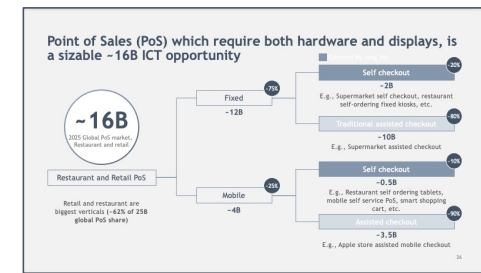 Point of Sales (PoS) which require both hardware and displays, is
a sizable ~16B ICT opportunity
~16B
2025 Global PoS market,
Restaurant and retail
Restaurant and Retail PoS
Retail and restaurant are
biggest verticals (~62% of 25B
global PoS share)
Fixed
~75%
~12B
Mobile
~25%
~4B
Self checkout
~20%
~2B
E.g., Supermarket self checkout, restaurant
self-ordering fixed kiosks, etc.
Traditional assisted checkout
~80%
~10B
E.g., Supermarket assisted checkout
Self checkout
~10%
~0.5B
E.g., Restaurant self ordering tablets,
mobile self service PoS, smart shopping
cart, etc.
Assisted checkout
~90%
~3.5B
E.g., Apple store assisted mobile checkout